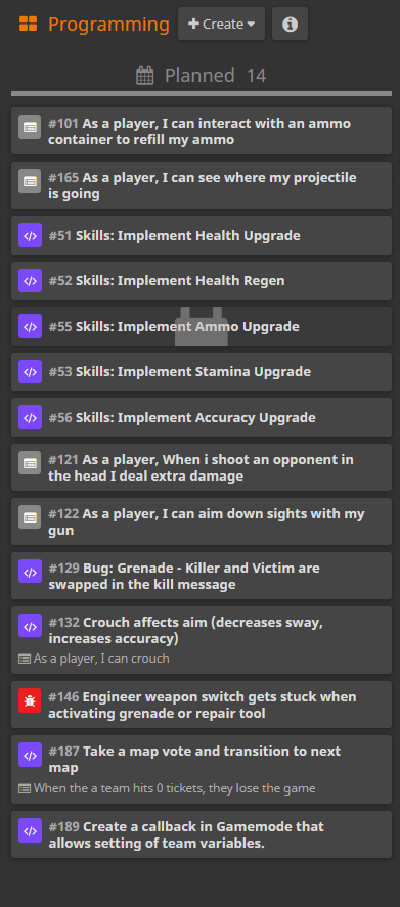 Programming
Create
Planned 14
#101 As a player, I can interact with an ammo
container to refill my ammo
#165 As a player, I can see where my projectile
is going
#51 Skills: Implement Health Upgrade
#52 Skills: Implement Health Regen
#55 Skills: Implement Ammo Upgrade
#53 Skills: Implement Stamina Upgrade
#56 Skills: Implement Accuracy Upgrade
#121 As a player, When i shoot an opponent in
the head I deal extra damage
#122 As a player, I can aim down sights with my
gun
#129 Bug: Grenade - Killer and Victim are
swapped in the kill message
#132 Crouch affects aim (decreases sway,
increases accuracy)
As a player, I can crouch
#146 Engineer weapon switch gets stuck when
activating grenade or repair tool
#187 Take a map vote and transition to next
map
When the a team hits 0 tickets, they lose the game
#189 Create a callback in Gamemode that
allows setting of team variables.